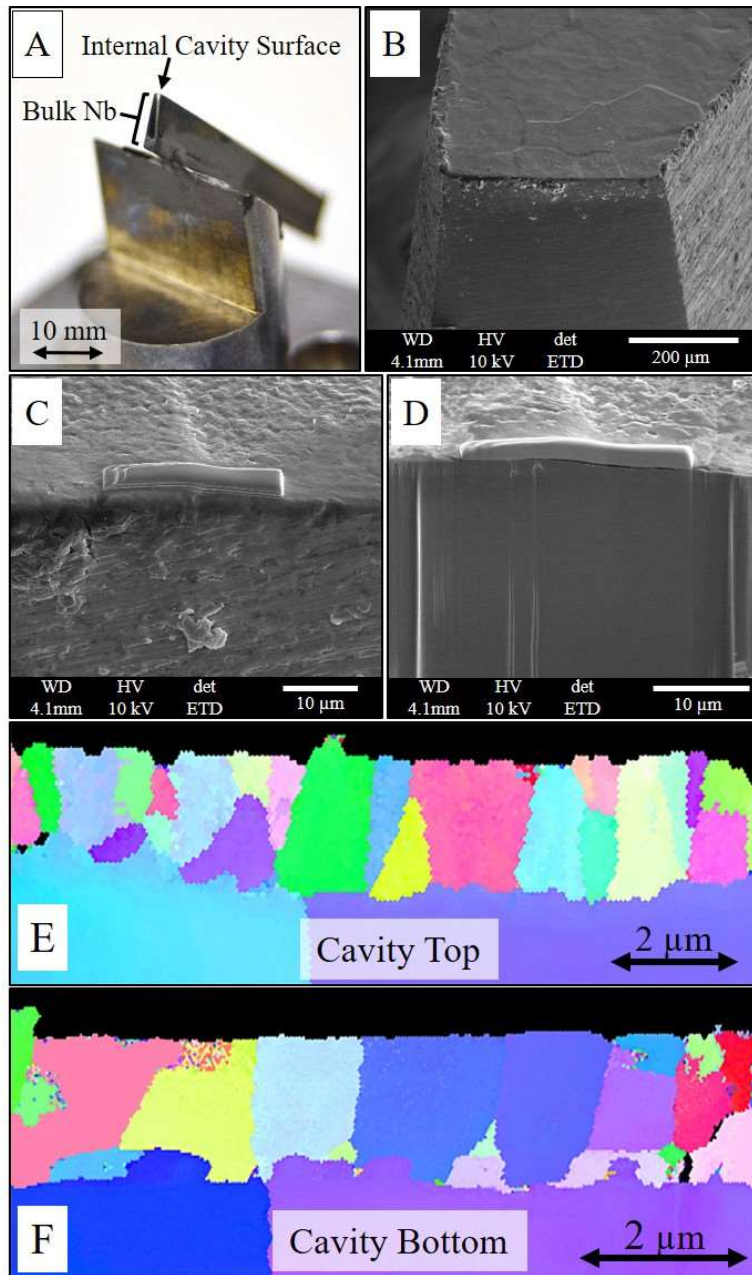 A
Internal Cavity Surface
Bulk Nb
10 mm
B
WD HV det
4.1mm 10 kV ETD
200 μm
C
WD HV det
4.1mm 10 kV ETD
10 μm
D
WD HV det
4.1mm 10 kV ETD
10 μm
E
Cavity Top
2 μm
F
Cavity Bottom
2 μm